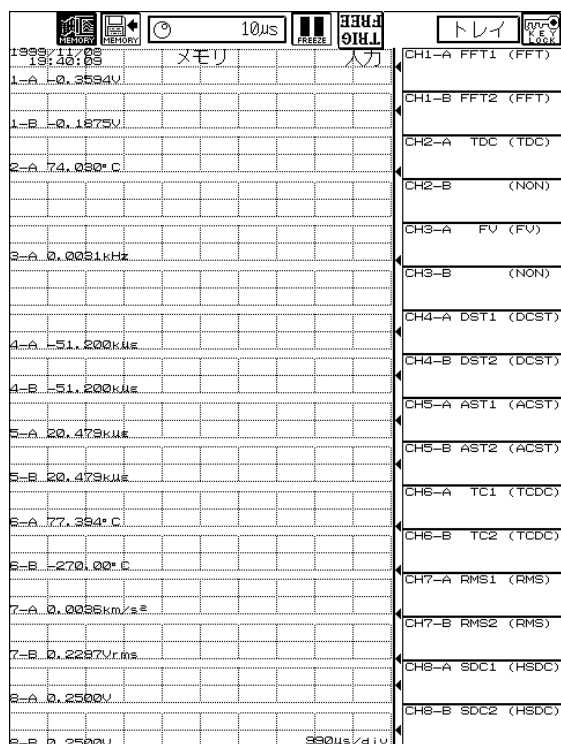 MEMORY
MEMORY
10µs
FREEZE
TRIG
FREE
トレイ
KEY
LOCK
1999/11/08
19:40:09
メモリ
入力
1-A -0.3594V
1-B -0.1875V
2-A 74.030°C
3-A 0.0031kHz
4-A -51.200kµε
4-B -51.200kµε
5-A 20.479kµε
5-B 20.479kµε
6-A 77.394°C
6-B -270.00°C
7-A 0.0036km/s²
7-B 0.2297Vrms
8-A 0.2500V
8-B 0.2500V
990µs/div
CH1-A FFT1 (FFT)
CH1-B FFT2 (FFT)
CH2-A TDC (TDC)
CH2-B (NON)
CH3-A FV (FV)
CH3-B (NON)
CH4-A DST1 (DCST)
CH4-B DST2 (DCST)
CH5-A AST1 (ACST)
CH5-B AST2 (ACST)
CH6-A TC1 (TCDC)
CH6-B TC2 (TCDC)
CH7-A RMS1 (RMS)
CH7-B RMS2 (RMS)
CH8-A SDC1 (HSDC)
CH8-B SDC2 (HSDC)